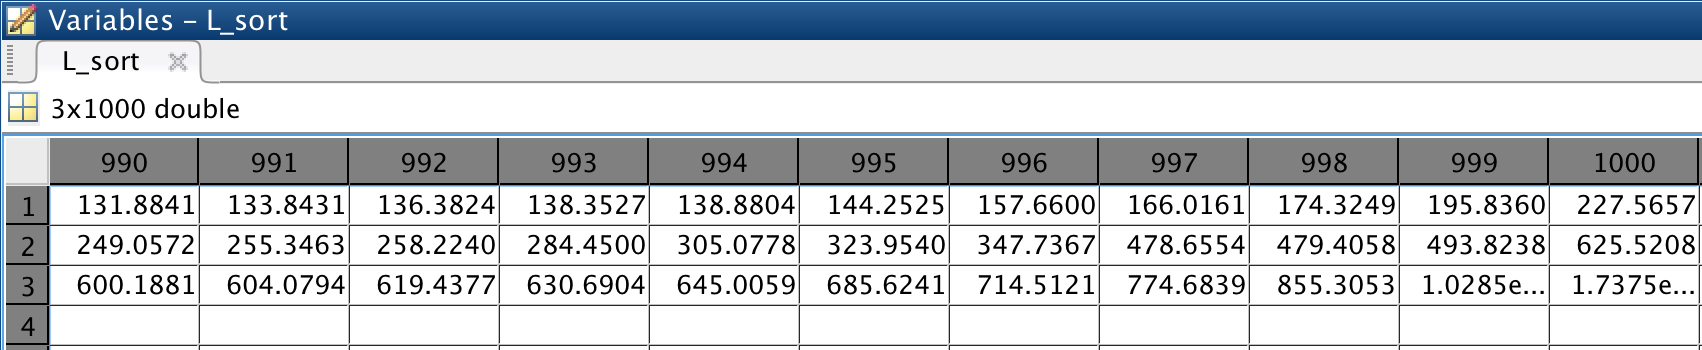 Variables - L_sort
L_sort
3x1000 double
990 991 992 993 994 995 996 997 998 999 1000
1 131.8841 133.8431 136.3824 138.3527 138.8804 144.2525 157.6600 166.0161 174.3249 195.8360 227.5657
2 249.0572 255.3463 258.2240 284.4500 305.0778 323.9540 347.7367 478.6554 479.4058 493.8238 625.5208
3 600.1881 604.0794 619.4377 630.6904 645.0059 685.6241 714.5121 774.6839 855.3053 1.0285e... 1.7375e...
4